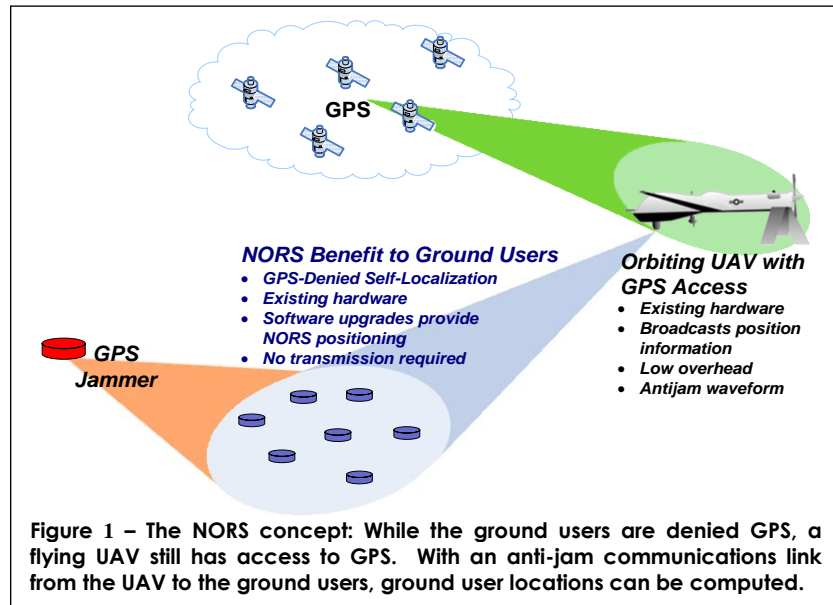 GPS
NORS Benefit to Ground Users
• GPS-Denied Self-Localization
• Existing hardware
• Software upgrades provide
NORS positioning
• No transmission required
Orbiting UAV with
GPS Access
• Existing hardware
• Broadcasts position
information
• Low overhead
• Antijam waveform
GPS
Jammer
Figure 1 – The NORS concept: While the ground users are denied GPS, a
flying UAV still has access to GPS. With an anti-jam communications link
from the UAV to the ground users, ground user locations can be computed.